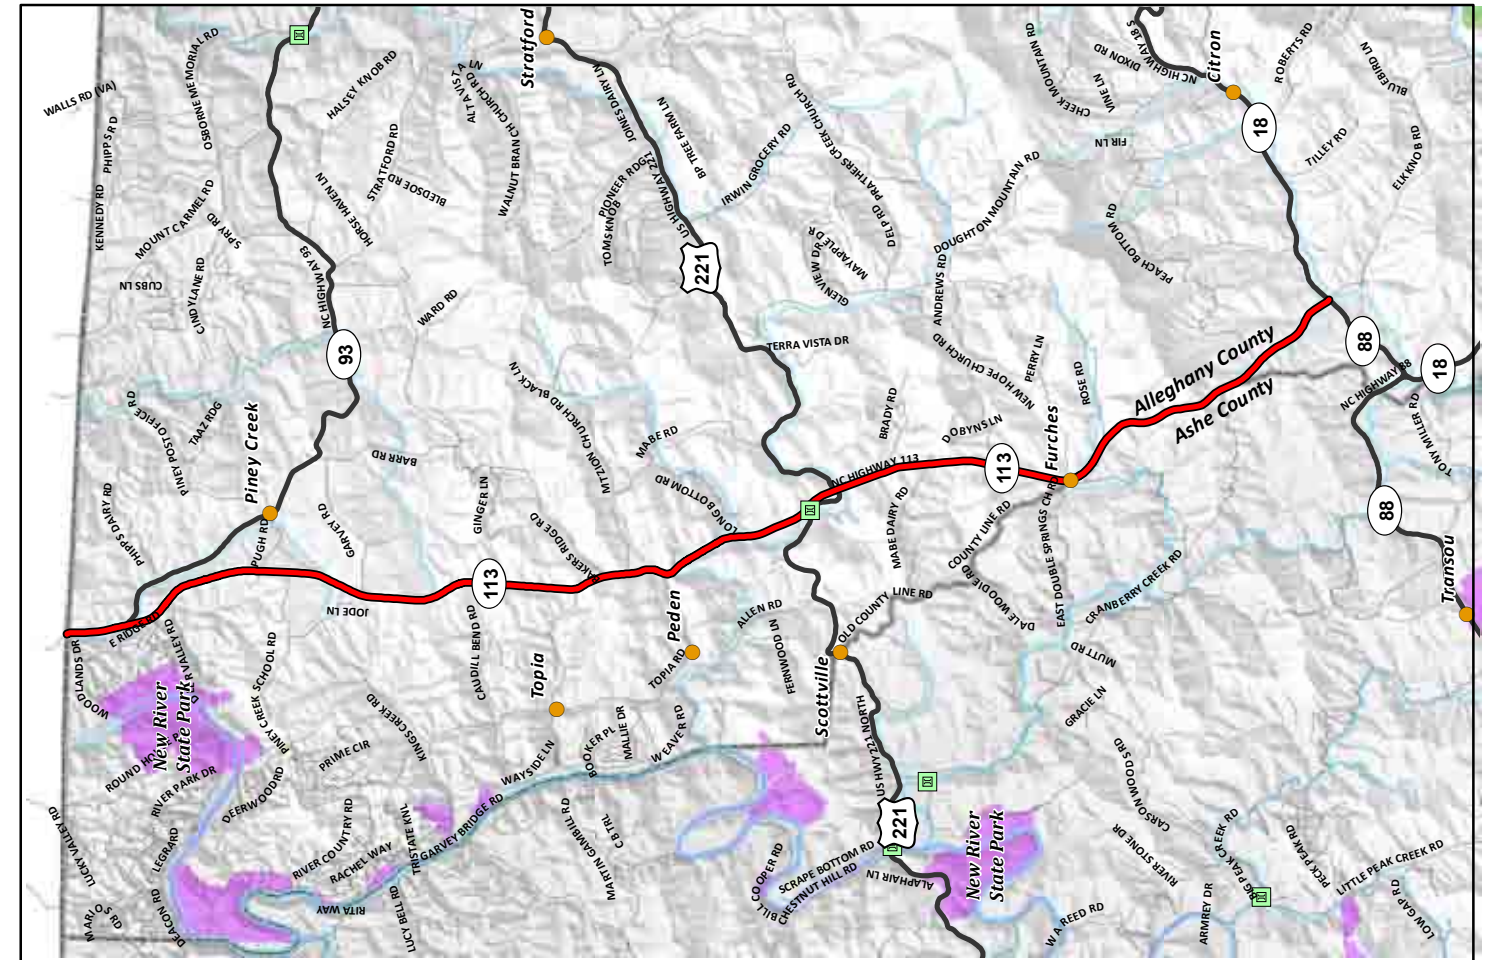 WALLS RD (VA)
PHIPPS RD
OSBORNE MEMORIAL RD
HALSEY KNOB RD
ALTA VISTA LN
WALNUT BRANCH CHURCH RD
Stratford
JOINES DAIRY LN
BP TREE FARM LN
PRATHERS CREEK CHURCH RD
CHEEK MOUNTAIN RD
VINE LN
DIXON RD
NC HIGHWAY 18 S
Citron
ROBERTS RD
BLUEBIRD LN
18
TILLEY RD
ELK KNOB RD
FIR LN
KENNEDY RD
MOUNT CARMEL RD
SPRY RD
HORSE HAVEN LN
STRATFORD RD
BLEDSOE RD
PIONEER RDG
TOMS KNOB
US HIGHWAY 221
IRWIN GROCERY RD
DELP RD
DOUGHTON MOUNTAIN RD
PEACH BOTTOM RD
CUBS LN
CINDY LANE RD
NC HIGHWAY 93
WARD RD
221
GLENVIEW DR
MAYAPPLE DR
ANDREWS RD
93
TERRA VISTA DR
NEW HOPE CHURCH RD
PERRY LN
ROSE RD
Alleghany County
Ashe County
88
18
NC HIGHWAY 88
TONY MILLER RD
PINEY POST OFFICE RD
TAAZ RDG
Piney Creek
BARR RD
BLACK LN
MT ZION CHURCH RD
MABE RD
BRADY RD
DOBYNS LN
Furches
NC HIGHWAY 113
113
PHIPPS DAIRY RD
PUGH RD
GARVEY RD
GINGER LN
BAKERS RIDGE RD
LONG BOTTOM RD
MABE DAIRY RD
COUNTY LINE RD
EAST DOUBLE SPRINGS CH RD
88
Transou
E RIDGE RD
JODE LN
113
CAUDILL BEND RD
Peden
ALLEN RD
OLD COUNTY LINE RD
DALE WOODIE RD
CRANBERRY CREEK RD
MUTT RD
WOODLANDS DR
RIVER VALLEY RD
New River
State Park
PINEY CREEK SCHOOL RD
KINGS CREEK RD
Topia
TOPIA RD
FERNWOOD LN
Scottville
US HWY 221 NORTH
GRACIE LN
RIVER PARK DR
PRIME CIR
DEERWOOD RD
WAYSIDE LN
BOOKER PL
MALLIE DR
WEAVER RD
CARSON WOODS RD
LUCKY VALLEY RD
LEGRARD
RIVER COUNTRY RD
RACHEL WAY
TRISTATE KNL
GARVEY BRIDGE RD
MARTIN GAMBILL RD
CB TRL
BILL COOPER RD
SCRAPE BOTTOM RD
CHESTNUT HILL RD
221
ALAPHAIR LN
New River
State Park
RIVER STONE DR
BIG PEAK CREEK RD
PECK PEAK RD
LITTLE PEAK CREEK RD
LOW GAP RD
DEACON RD
RITA WAY
LUCY BELL RD
W A REED RD
ARMREY DR